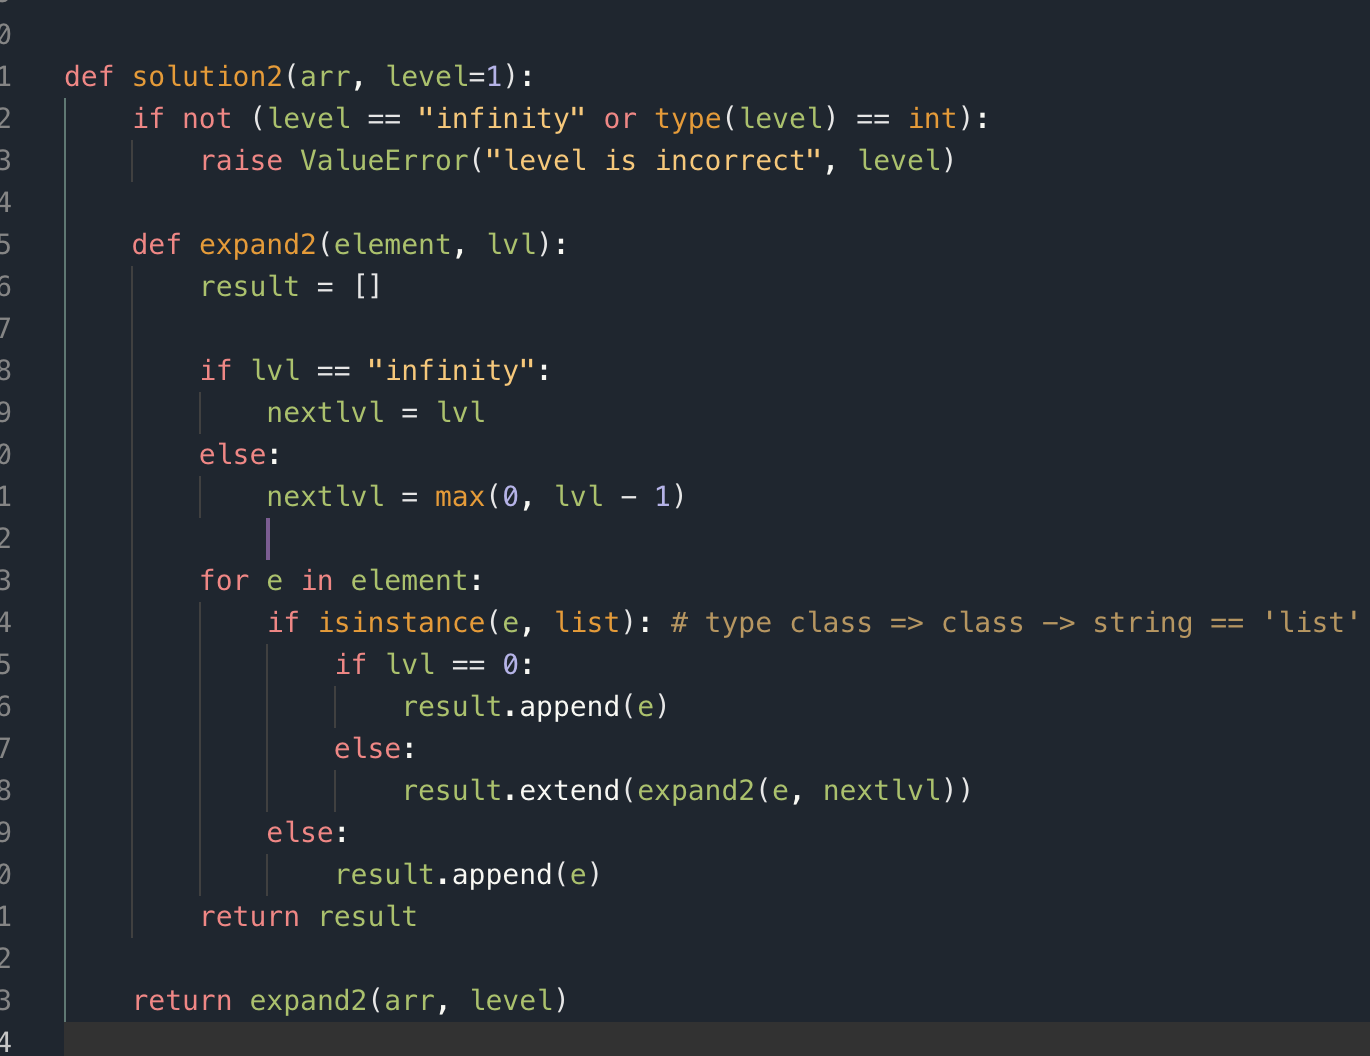 0
1 def solution2(arr, level=1):
2     if not (level == "infinity" or type(level) == int):
3         raise ValueError("level is incorrect", level)
4
5     def expand2(element, lvl):
6         result = []
7
8         if lvl == "infinity":
9             nextlvl = lvl
0         else:
1             nextlvl = max(0, lvl - 1)
2
3         for e in element:
4             if isinstance(e, list): # type class => class -> string == 'list'
5                 if lvl == 0:
6                     result.append(e)
7                 else:
8                     result.extend(expand2(e, nextlvl))
9             else:
0                 result.append(e)
1         return result
2
3     return expand2(arr, level)
4